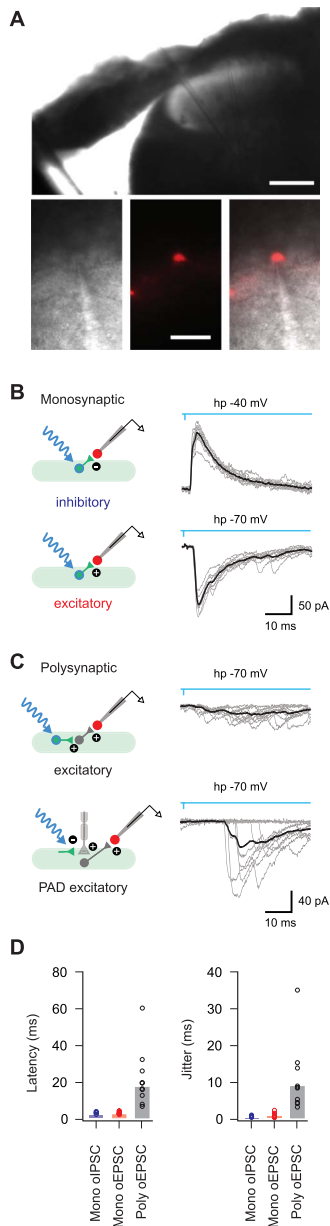 A
B
Monosynaptic
hp -40 mV
inhibitory
hp -70 mV
excitatory
50 pA
10 ms
C
Polysynaptic
hp -70 mV
excitatory
hp -70 mV
PAD excitatory
40 pA
10 ms
D
Latency (ms)
80
60
40
20
0
Mono oIPSC
Mono oEPSC
Poly oEPSC
Jitter (ms)
40
30
20
10
0
Mono oIPSC
Mono oEPSC
Poly oEPSC